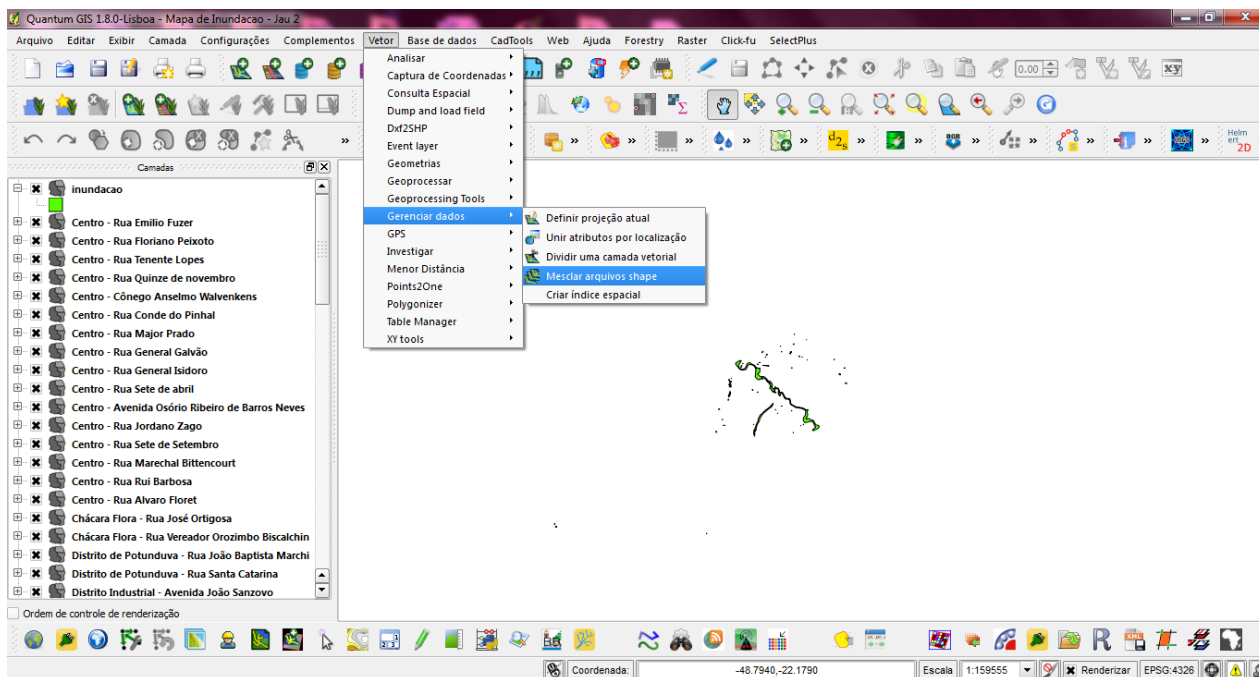 Quantum GIS 1.8.0-Lisboa - Mapa de Inundacao - Jau 2
Arquivo Editar Exibir Camada Configurações Complementos Vetor Base de dados CadTools Web Ajuda Forestry Raster Click-fu SelectPlus
0.00
Helm
ert
2D
Camadas
inundacao
Centro - Rua Emílio Fuzer
Centro - Rua Floriano Peixoto
Centro - Rua Tenente Lopes
Centro - Rua Quinze de novembro
Centro - Cônego Anselmo Walvenkens
Centro - Rua Conde do Pinhal
Centro - Rua Major Prado
Centro - Rua General Galvão
Centro - Rua General Isidoro
Centro - Rua Sete de abril
Centro - Avenida Osório Ribeiro de Barros Neves
Centro - Rua Jordano Zago
Centro - Rua Sete de Setembro
Centro - Rua Marechal Bittencourt
Centro - Rua Rui Barbosa
Centro - Rua Alvaro Floret
Chácara Flora - Rua José Ortigosa
Chácara Flora - Rua Vereador Orozimbo Biscalchin
Distrito de Potunduva - Rua João Baptista Marchi
Distrito de Potunduva - Rua Santa Catarina
Distrito Industrial - Avenida João Sanzovo
Ordem de controle de renderização
Analisar
Captura de Coordenadas
Consulta Espacial
Dump and load field
Dxf2SHP
Event layer
Geometrias
Geoprocessar
Geoprocessing Tools
Gerenciar dados
GPS
Investigar
Menor Distância
Points2One
Polygonizer
Table Manager
XY tools
Definir projeção atual
Unir atributos por localização
Dividir uma camada vetorial
Mesclar arquivos shape
Criar índice espacial
Coordenada: -48.7940,-22.1790 Escala 1:159555 Renderizar EPSG:4326